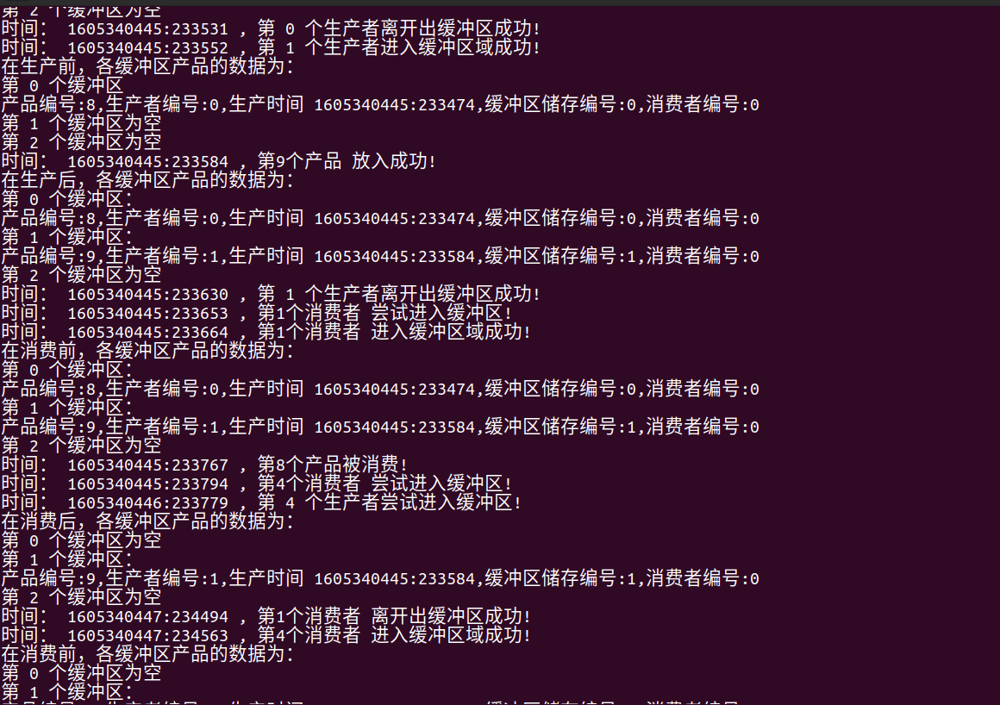 第 2 个缓冲区为空
时间： 1605340445:233531 ，第 0 个生产者离开出缓冲区成功!
时间： 1605340445:233552 ，第 1 个生产者进入缓冲区域成功!
在生产前，各缓冲区产品的数据为：
第 0 个缓冲区
产品编号:8,生产者编号:0,生产时间 1605340445:233474,缓冲区储存编号:0,消费者编号:0
第 1 个缓冲区为空
第 2 个缓冲区为空
时间： 1605340445:233584 ，第9个产品 放入成功!
在生产后，各缓冲区产品的数据为：
第 0 个缓冲区：
产品编号:8,生产者编号:0,生产时间 1605340445:233474,缓冲区储存编号:0,消费者编号:0
第 1 个缓冲区：
产品编号:9,生产者编号:1,生产时间 1605340445:233584,缓冲区储存编号:1,消费者编号:0
第 2 个缓冲区为空
时间： 1605340445:233630 ，第 1 个生产者离开出缓冲区成功!
时间： 1605340445:233653 ，第1个消费者 尝试进入缓冲区!
时间： 1605340445:233664 ，第1个消费者 进入缓冲区域成功!
在消费前，各缓冲区产品的数据为：
第 0 个缓冲区：
产品编号:8,生产者编号:0,生产时间 1605340445:233474,缓冲区储存编号:0,消费者编号:0
第 1 个缓冲区：
产品编号:9,生产者编号:1,生产时间 1605340445:233584,缓冲区储存编号:1,消费者编号:0
第 2 个缓冲区为空
时间： 1605340445:233767 ，第8个产品被消费!
时间： 1605340445:233794 ，第4个消费者 尝试进入缓冲区!
时间： 1605340446:233779 ，第 4 个生产者尝试进入缓冲区!
在消费后，各缓冲区产品的数据为：
第 0 个缓冲区为空
第 1 个缓冲区：
产品编号:9,生产者编号:1,生产时间 1605340445:233584,缓冲区储存编号:1,消费者编号:0
第 2 个缓冲区为空
时间： 1605340447:234494 ，第1个消费者 离开出缓冲区成功!
时间： 1605340447:234563 ，第4个消费者 进入缓冲区域成功!
在消费前，各缓冲区产品的数据为：
第 0 个缓冲区为空
第 1 个缓冲区：